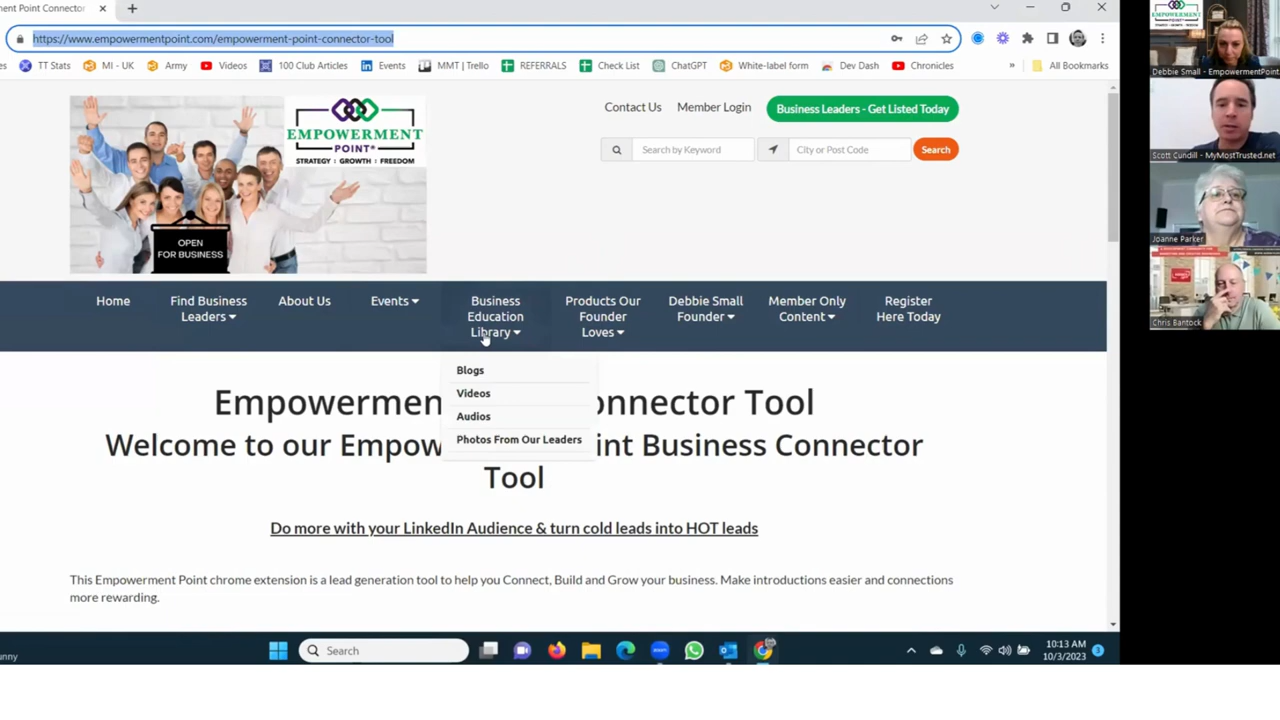 ment Point Connector
https://www.empowermentpoint.com/empowerment-point-connector-tool
es TT Stats MI - UK Army Videos 100 Club Articles Events MMT | Trello REFERRALS Check List ChatGPT White-label form Dev Dash Chronicles » All Bookmarks
EMPOWERMENT
POINT®
STRATEGY : GROWTH : FREEDOM
OPEN
FOR BUSINESS
Contact Us Member Login Business Leaders - Get Listed Today
Search by Keyword City or Post Code Search
Home
Find Business
Leaders
About Us
Events
Business
Education
Library
Products Our
Founder
Loves
Debbie Small
Founder
Member Only
Content
Register
Here Today
Blogs
Videos
Audios
Photos From Our Leaders
Empowermen onnector Tool
Welcome to our Empow int Business Connector
Tool
Do more with your LinkedIn Audience & turn cold leads into HOT leads
This Empowerment Point chrome extension is a lead generation tool to help you Connect, Build and Grow your business. Make introductions easier and connections
more rewarding.
unny
Search
10:13 AM
10/3/2023
EMPOWERMENT
Debbie Small - EmpowermentPoint
Scott Cundill - MyMostTrusted.net
Joanne Parker
Chris Bantock